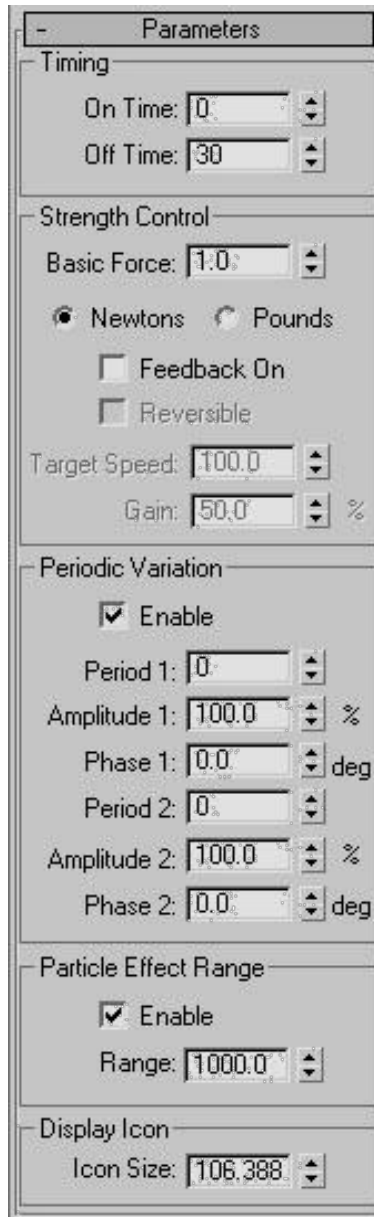 - Parameters
Timing
On Time: 0
Off Time: 30
Strength Control
Basic Force: 1.0
Newtons Pounds
Feedback On
Reversible
Target Speed: 100.0
Gain: 50.0 %
Periodic Variation
Enable
Period 1: 0
Amplitude 1: 100.0 %
Phase 1: 0.0 deg
Period 2: 0
Amplitude 2: 100.0 %
Phase 2: 0.0 deg
Particle Effect Range
Enable
Range: 1000.0
Display Icon
Icon Size: 106.388